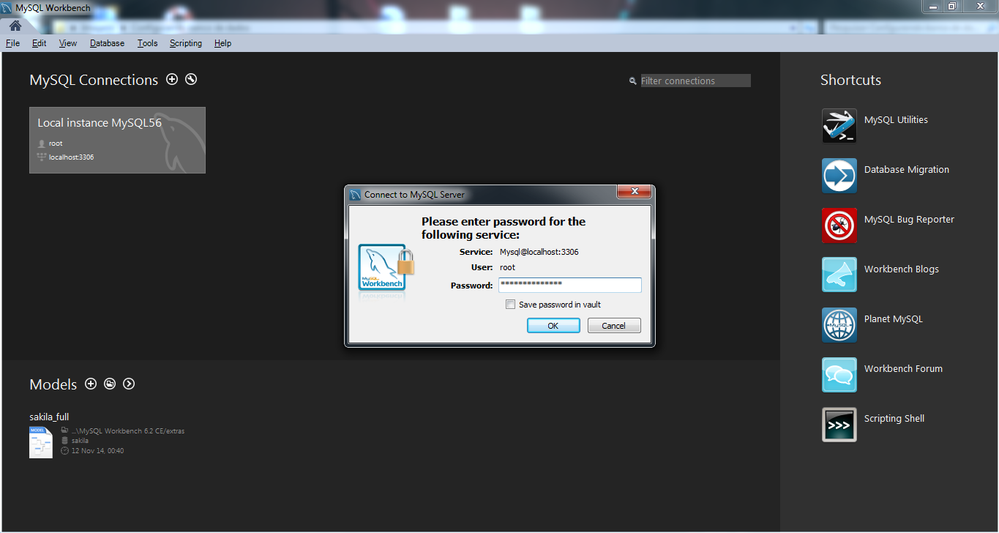 MySQL Workbench
File Edit View Database Tools Scripting Help
MySQL Connections
Filter connections
Local instance MySQL56
root
localhost:3306
Shortcuts
MySQL Utilities
Database Migration
MySQL Bug Reporter
Workbench Blogs
MySQL
Planet MySQL
Workbench Forum
>>>
Scripting Shell
Connect to MySQL Server
Please enter password for the
following service:
MySQL
Workbench
Service: Mysql@localhost:3306
User: root
Password: **************
Save password in vault
OK Cancel
Models
sakila_full
MODEL
...\MySQL Workbench 6.2 CE/extras
sakila
12 Nov 14, 00:40